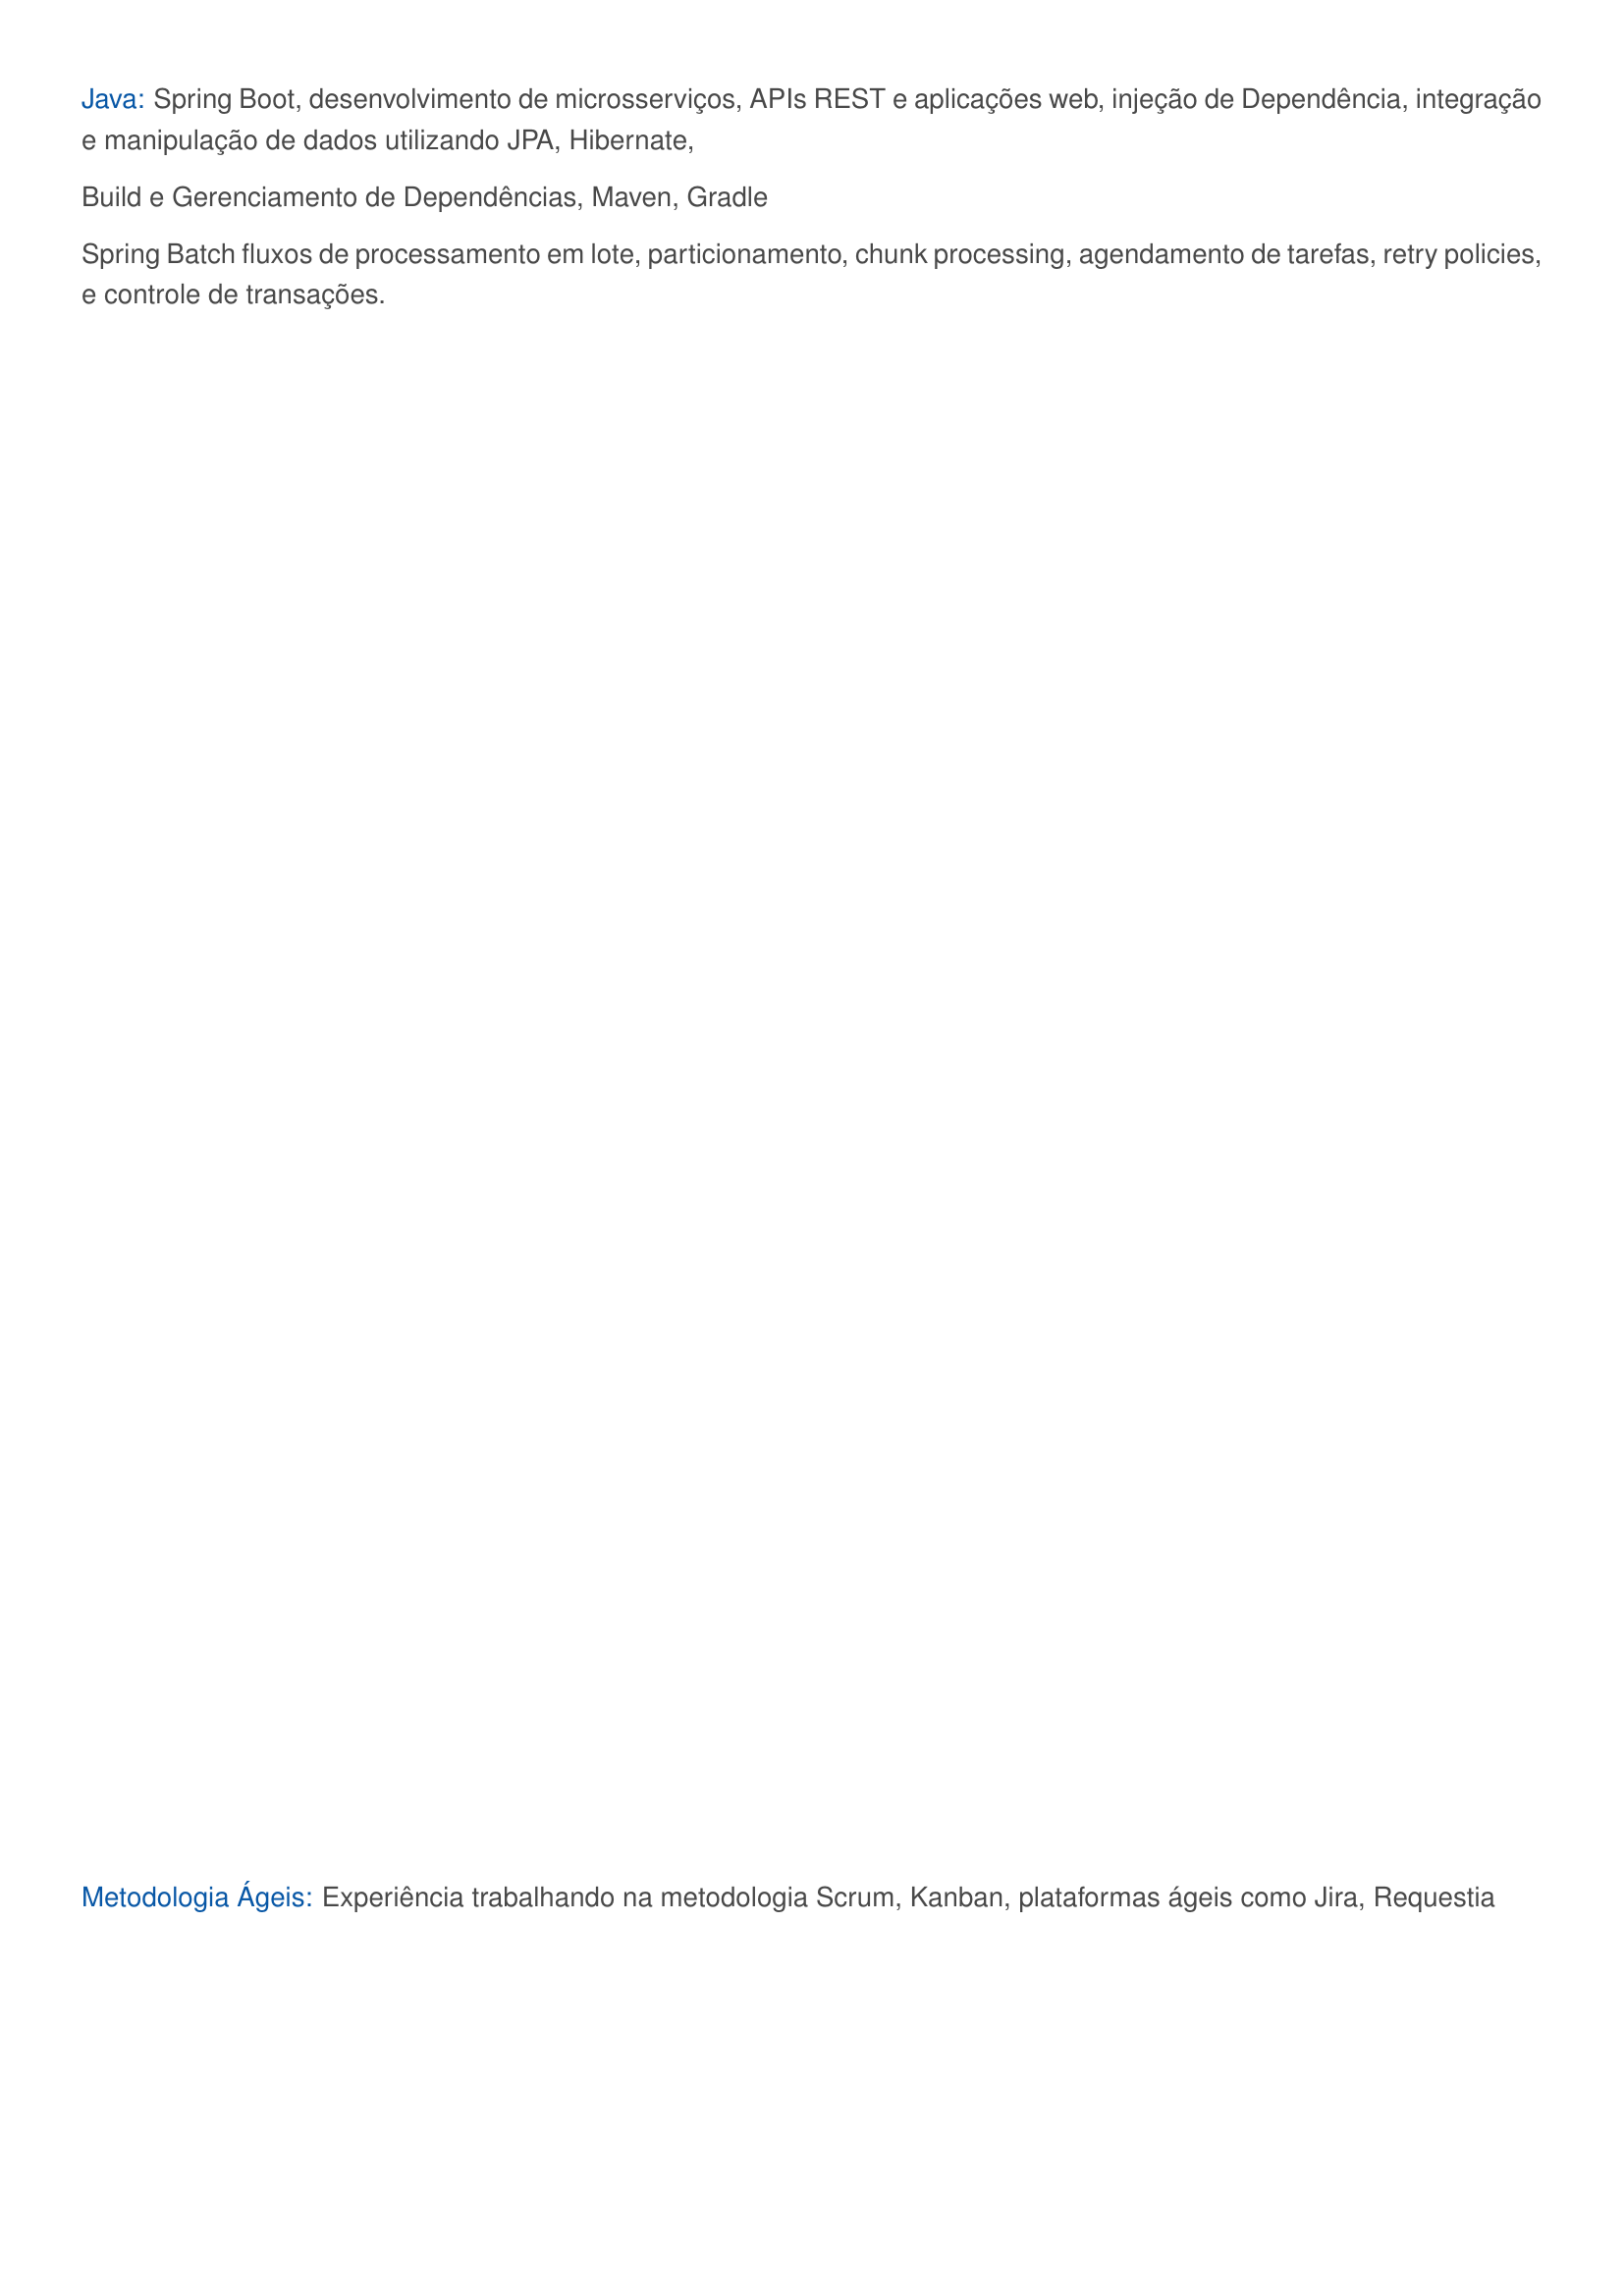 Java: Spring Boot, desenvolvimento de microsserviços, APIs REST e aplicações web, injeção de Dependência, integração
e manipulação de dados utilizando JPA, Hibernate,
Build e Gerenciamento de Dependências, Maven, Gradle
Spring Batch fluxos de processamento em lote, particionamento, chunk processing, agendamento de tarefas, retry policies,
e controle de transações.
Metodologia Ágeis: Experiência trabalhando na metodologia Scrum, Kanban, plataformas ágeis como Jira, Requestia